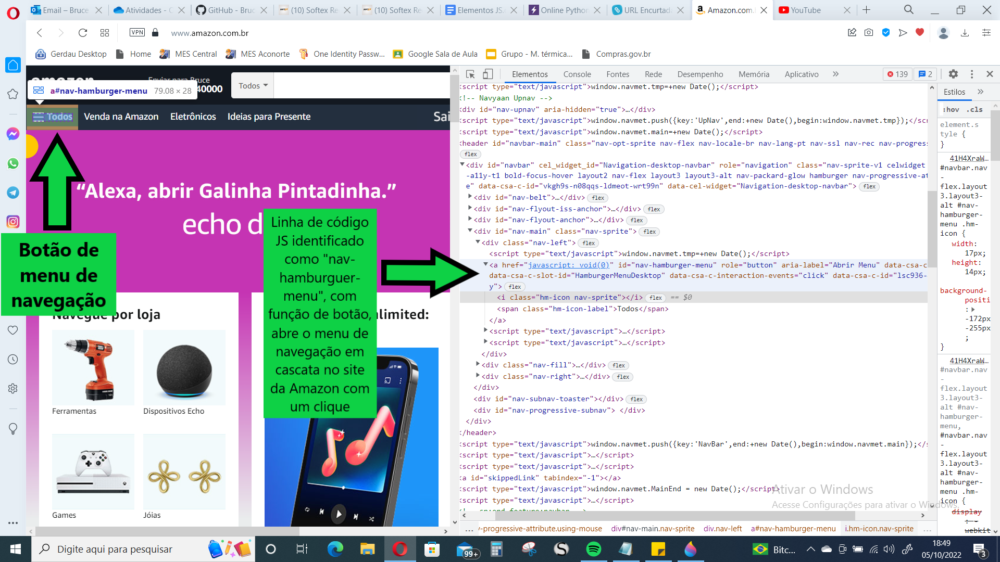 Email – Bruce
Atividades - C
GitHub - Bruc
(10) Softex Re
(10) Softex Re
Elementos JS.
Online Python
URL Encurtada
Amazon.com.
YouTube
VPN
www.amazon.com.br
Gerdau Desktop
Home
MES Central
MES Aconorte
One Identity Passw...
Google Sala de Aula
Grupo - M. térmica...
Compras.gov.br
amazon
Enviar para Bruce
40000
Todos
a#nav-hamburger-menu 79.08 × 28
Todos
Venda na Amazon
Eletrônicos
Ideias para Presente
Sai
“Alexa, abrir Galinha Pintadinha.”
echo d
Botão de
menu de
navegação
Linha de código
JS identificado
como "nav-
hamburguer-
menu", com
função de botão,
abre o menu de
navegação em
cascata no site
da Amazon com
um clique
Navegue por loja
limited:
Ferramentas
Dispositivos Echo
Games
Jóias
Elementos
Console
Fontes
Rede
Desempenho
Memória
Aplicativo
139
2
<script type="text/javascript">window.navmet.tmp=+new Date();</script>
<!-- Navyaan Upnav -->
<div id="nav-upnav" aria-hidden="true">…</div>
<script type="text/javascript">window.navmet.push({key:'UpNav',end:+new Date(),begin:window.navmet.tmp});</scr
<script type="text/javascript">window.navmet.main=+new Date();</script>
<header id="navbar-main" class="nav-opt-sprite nav-flex nav-locale-br nav-lang-pt nav-ssl nav-rec nav-progres
flex
<div id="navbar" cel_widget_id="Navigation-desktop-navbar" role="navigation" class="nav-sprite-v1 celwidget
-a11y-t1 bold-focus-hover layout2 nav-flex layout3 layout3-alt nav-packard-glow hamburger nav-progressive-at
e" data-csa-c-id="vkgh9s-n08qqs-ldmeot-wrt99n" data-cel-widget="Navigation-desktop-navbar"> flex
<div id="nav-belt">…</div> flex
<div id="nav-flyout-iss-anchor">…</div> flex
<div id="nav-flyout-anchor">…</div> flex
<div id="nav-main" class="nav-sprite"> flex
<div class="nav-left"> flex
<script type="text/javascript">window.navmet.tmp=+new Date();</script>
<a href="javascript: void(0)" id="nav-hamburger-menu" role="button" aria-label="Abrir Menu" data-csa-c
data-csa-c-slot-id="HamburgerMenuDesktop" data-csa-c-interaction-events="click" data-csa-c-id="lsc936-
y"> flex
<i class="hm-icon nav-sprite"></i> flex == $0
<span class="hm-icon-label">Todos</span>
</a>
<script type="text/javascript">…</script>
<script type="text/javascript">…</script>
</div>
<div class="nav-fill">…</div> flex
<div class="nav-right">…</div> flex
</div>
<div id="nav-subnav-toaster"></div> flex
<div id="nav-progressive-subnav"> </div>
</div>
</header>
<script type="text/javascript">window.navmet.push({key:'NavBar',end:+new Date(),begin:window.navmet.main});</s
<script type="text/javascript">…</script>
<script type="text/javascript">…</script>
<a id="skippedLink" tabindex="-1"></a>
<script type="text/javascript">window.navmet.MainEnd = new Date();</script>
<script type="text/javascript">…</script>
... y-progressive-attribute.using-mouse
div#nav-main.nav-sprite
div.nav-left
a#nav-hamburger-menu
i.hm-icon.nav-sprite
...
Estilos
:hov .cls
element.s
tyle {
}
41H4XraW…
#navbar.nav
-
flex.layout
3.layout3-
alt #nav-
hamburger-
menu .hm-
icon {
width:
17px;
height:
14px;
background-
positi
:
-172px
-255px
;
}
41H4XraW…
#navbar.nav
-
flex.layout
3.layout3-
alt #nav-
hamburger-
menu,
#navbar.nav
-
flex.layout
3.layout3-
alt #nav-
hamburger-
menu .hm-
icon {
display
webkit
Ativar o Windows
Acesse Configurações para ativar o Windows.
Digite aqui para pesquisar
99+
Bitc...
18:49
05/10/2022
3